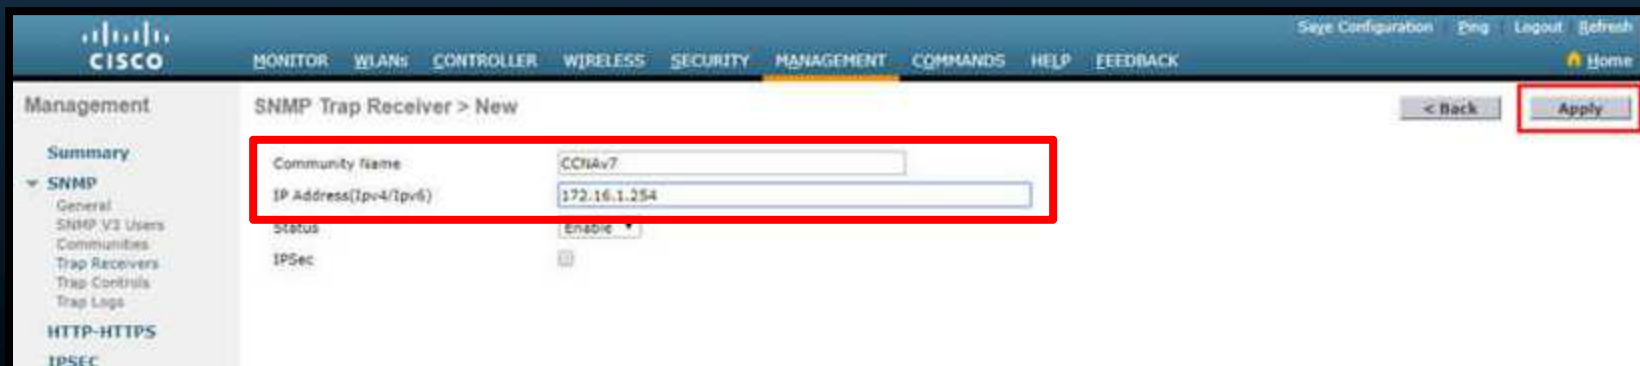 Save Configuration Ping Logout Refresh
CISCO
MONITOR WLANs CONTROLLER WIRELESS SECURITY MANAGEMENT COMMANDS HELP FEEDBACK
Home
Management
SNMP Trap Receiver > New
< Back
Apply
Summary
SNMP
General
SNMP V3 Users
Communities
Trap Receivers
Trap Controls
Trap Logs
HTTP-HTTPS
IPSEC
Community Name CCNAv7
IP Address(Ipv4/Ipv6) 172.16.1.254
Status Enable
IPSec